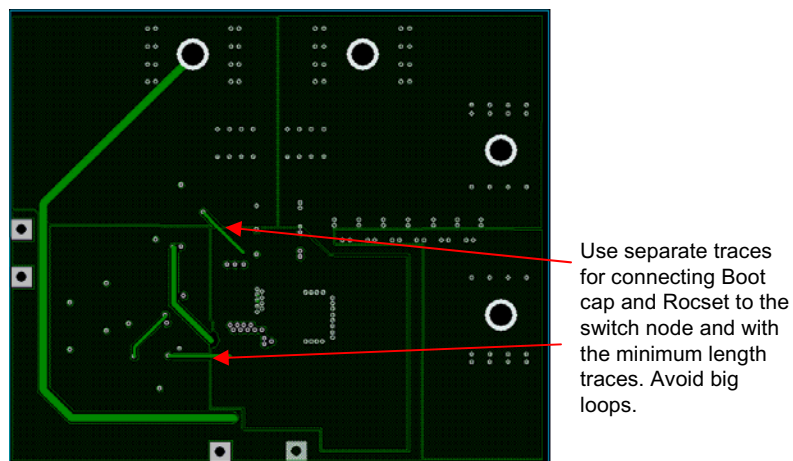 Use separate traces
for connecting Boot
cap and Rocset to the
switch node and with
the minimum length
traces. Avoid big
loops.